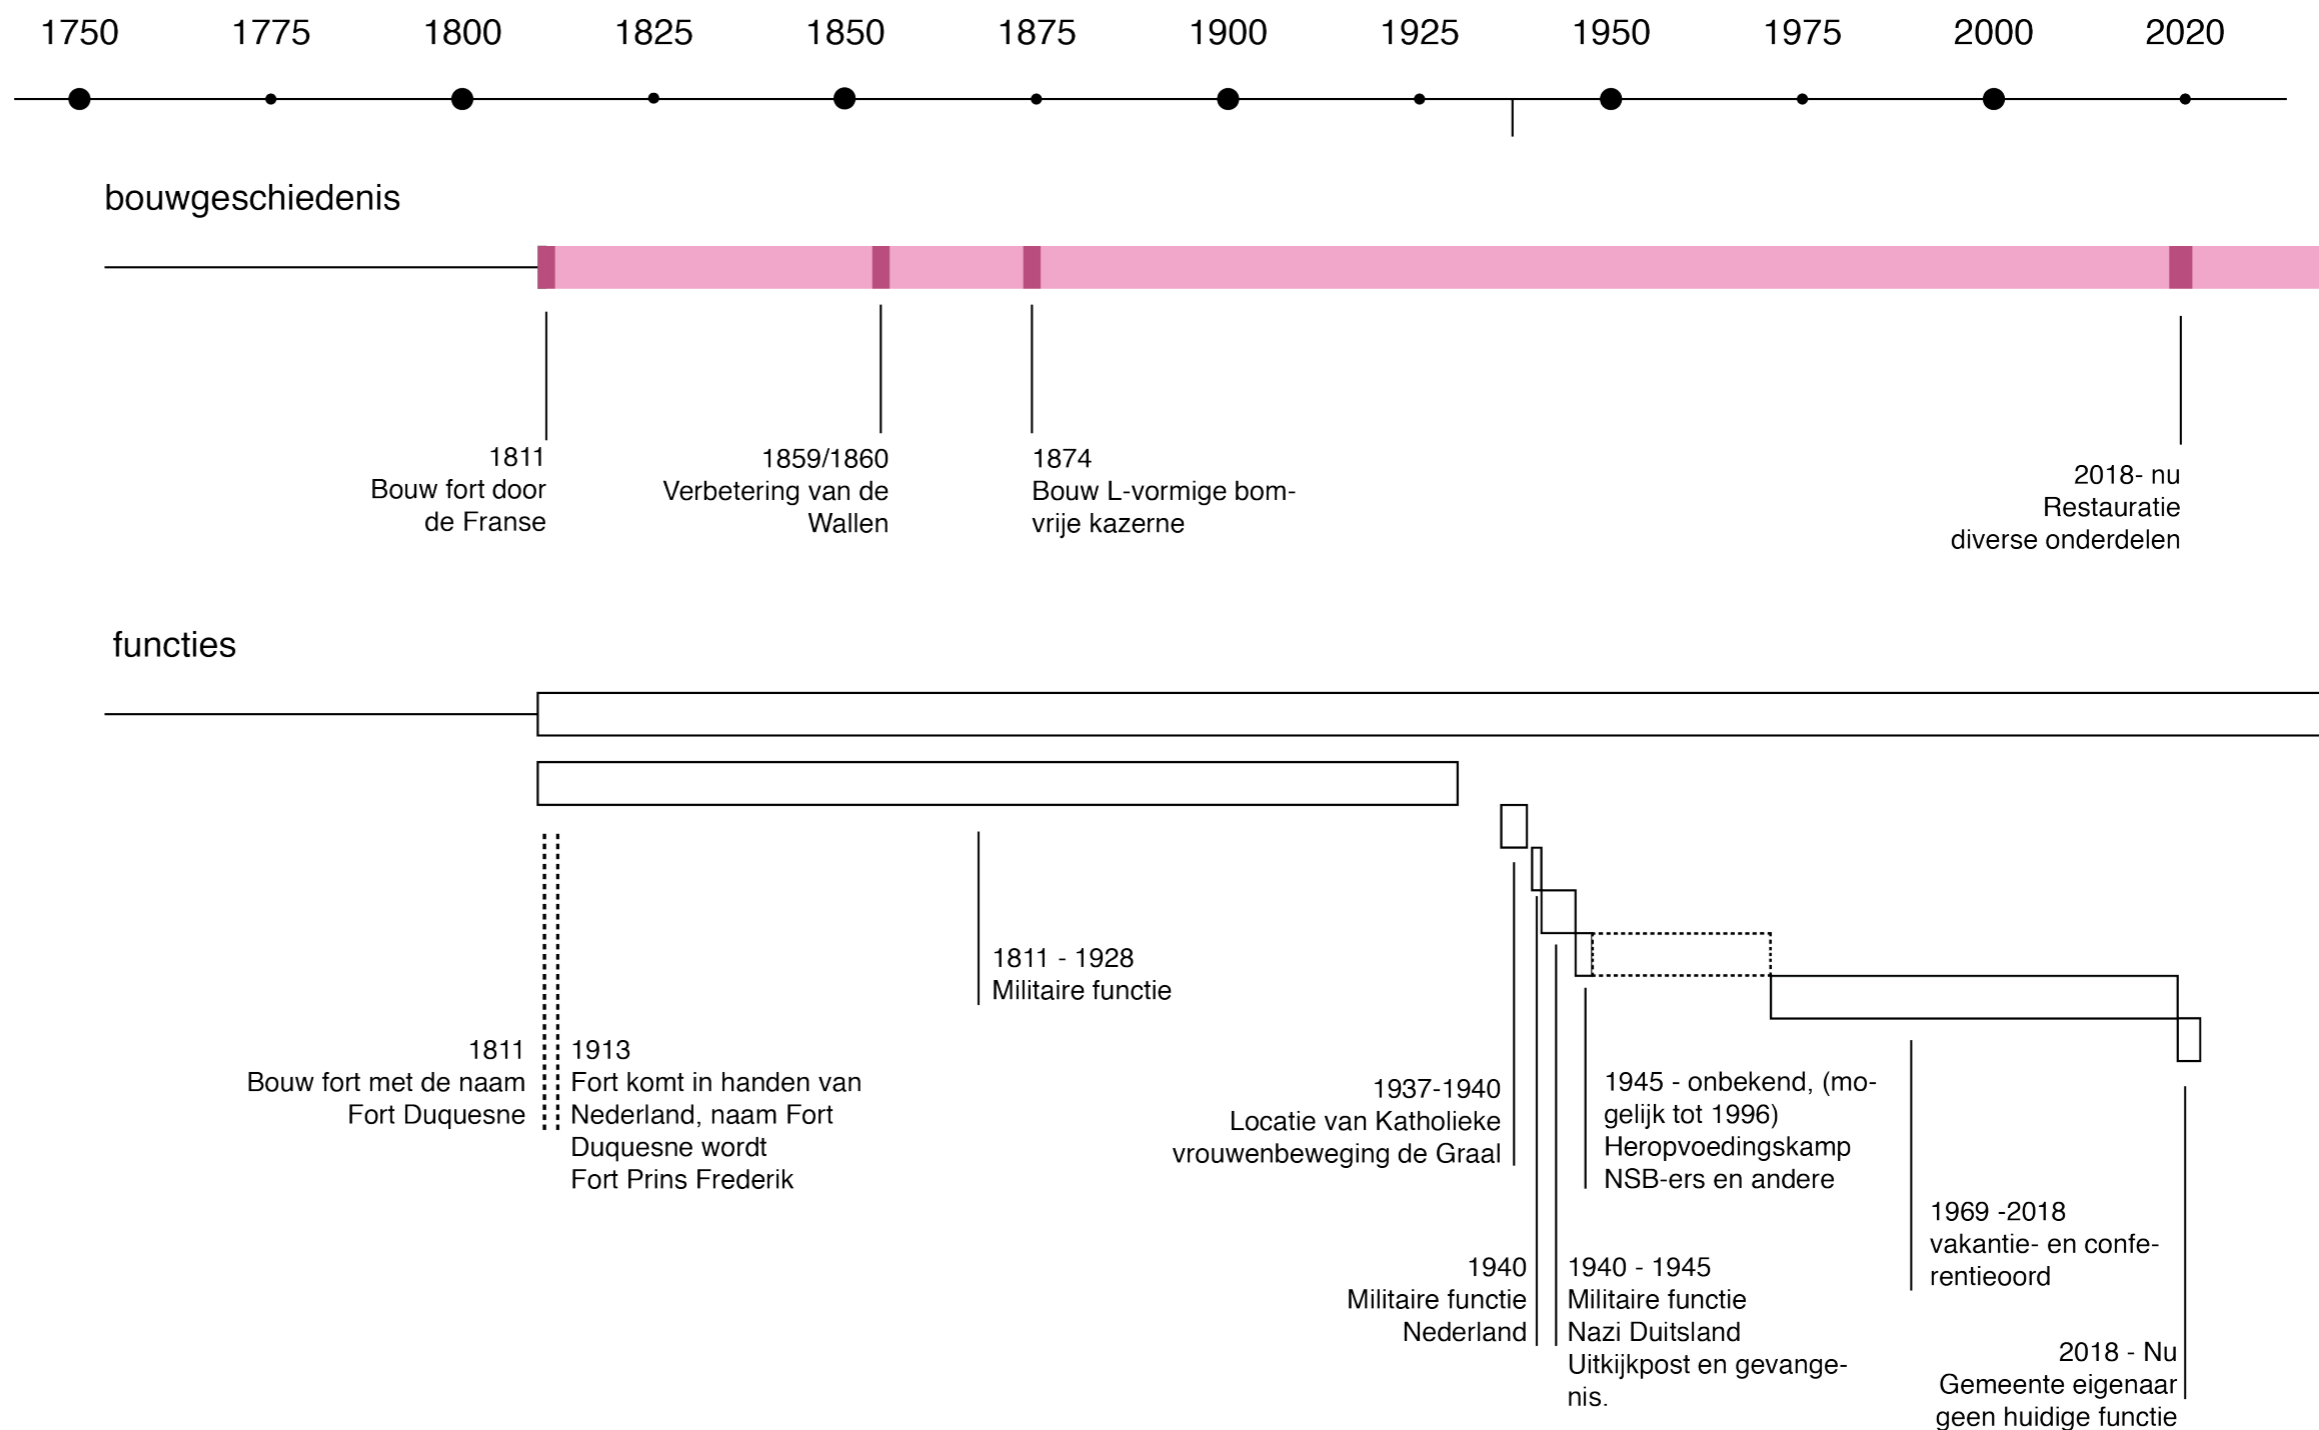 1750 1775 1800 1825 1850 1875 1900 1925 1950 1975 2000 2020
bouwgeschiedenis
1811
Bouw fort door
de Franse
1859/1860
Verbetering van de
Wallen
1874
Bouw L-vormige bom-
vrije kazerne
2018- nu
Restauratie
diverse onderdelen
functies
1811 - 1928
Militaire functie
1811
Bouw fort met de naam
Fort Duquesne
1913
Fort komt in handen van
Nederland, naam Fort
Duquesne wordt
Fort Prins Frederik
1937-1940
Locatie van Katholieke
vrouwenbeweging de Graal
1945 - onbekend, (mo-
gelijk tot 1996)
Heropvoedingskamp
NSB-ers en andere
1940
Militaire functie
Nederland
1940 - 1945
Militaire functie
Nazi Duitsland
Uitkijkpost en gevange-
nis.
1969 -2018
vakantie- en confe-
rentieoord
2018 - Nu
Gemeente eigenaar
geen huidige functie